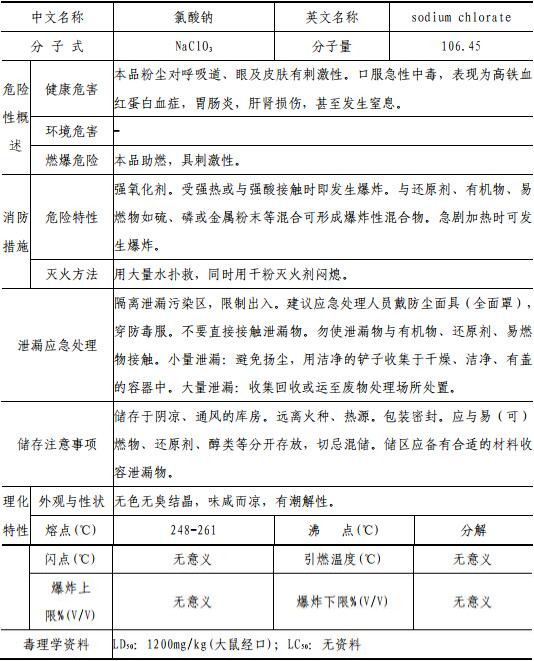 中文名称 氯酸钠 英文名称 sodium chlorate
分 子 式 NaClO₃ 分子量 106.45
危险性概述
健康危害
本品粉尘对呼吸道、眼及皮肤有刺激性。口服急性中毒，表现为高铁血
红蛋白血症，胃肠炎，肝肾损伤，甚至发生窒息。
环境危害 -
燃爆危险 本品助燃，具刺激性。
消防措施
危险特性
强氧化剂。受强热或与强酸接触时即发生爆炸。与还原剂、有机物、易
燃物如硫、磷或金属粉末等混合可形成爆炸性混合物。急剧加热时可发
生爆炸。
灭火方法 用大量水扑救，同时用干粉灭火剂闷熄。
泄漏应急处理
隔离泄漏污染区，限制出入。建议应急处理人员戴防尘面具（全面罩），
穿防毒服。不要直接接触泄漏物。勿使泄漏物与有机物、还原剂、易燃
物接触。小量泄漏：避免扬尘，用洁净的铲子收集于干燥、洁净、有盖
的容器中。大量泄漏：收集回收或运至废物处理场所处置。
储存注意事项
储存于阴凉、通风的库房。远离火种、热源。包装密封。应与易（可）
燃物、还原剂、醇类等分开存放，切忌混储。储区应备有合适的材料收
容泄漏物。
理化特性
外观与性状 无色无臭结晶，味咸而凉，有潮解性。
熔点(℃) 248-261 沸 点(℃) 分解
闪点(℃) 无意义 引燃温度(℃) 无意义
爆炸上
限%(V/V) 无意义 爆炸下限%(V/V) 无意义
毒理学资料 LD₅₀: 1200mg/kg(大鼠经口)；LC₅₀: 无资料